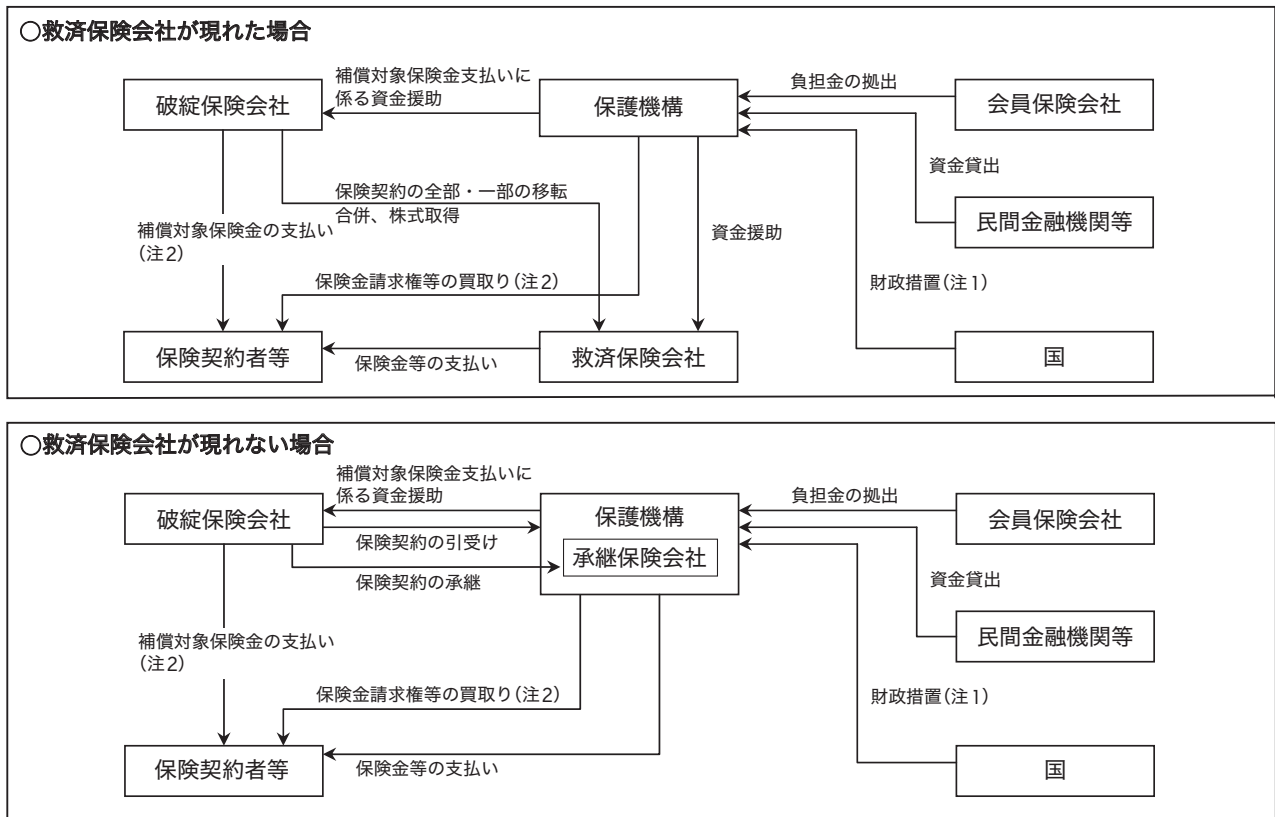 ○救済保険会社が現れた場合
補償対象保険金支払いに
係る資金援助
負担金の拠出
破綻保険会社
保護機構
会員保険会社
資金貸出
保険契約の全部・一部の移転
合併、株式取得
民間金融機関等
補償対象保険金の支払い
(注2)
資金援助
保険金請求権等の買取り(注2)
財政措置(注1)
保険契約者等
保険金等の支払い
救済保険会社
国
○救済保険会社が現れない場合
補償対象保険金支払いに
係る資金援助
負担金の拠出
破綻保険会社
保護機構
会員保険会社
保険契約の引受け
承継保険会社
保険契約の承継
資金貸出
民間金融機関等
補償対象保険金の支払い
(注2)
保険金請求権等の買取り(注2)
財政措置(注1)
保険契約者等
保険金等の支払い
国